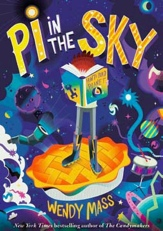 Pi
IN THE
SKY
WENDY MASS
New York Times bestselling author of The Candymakers